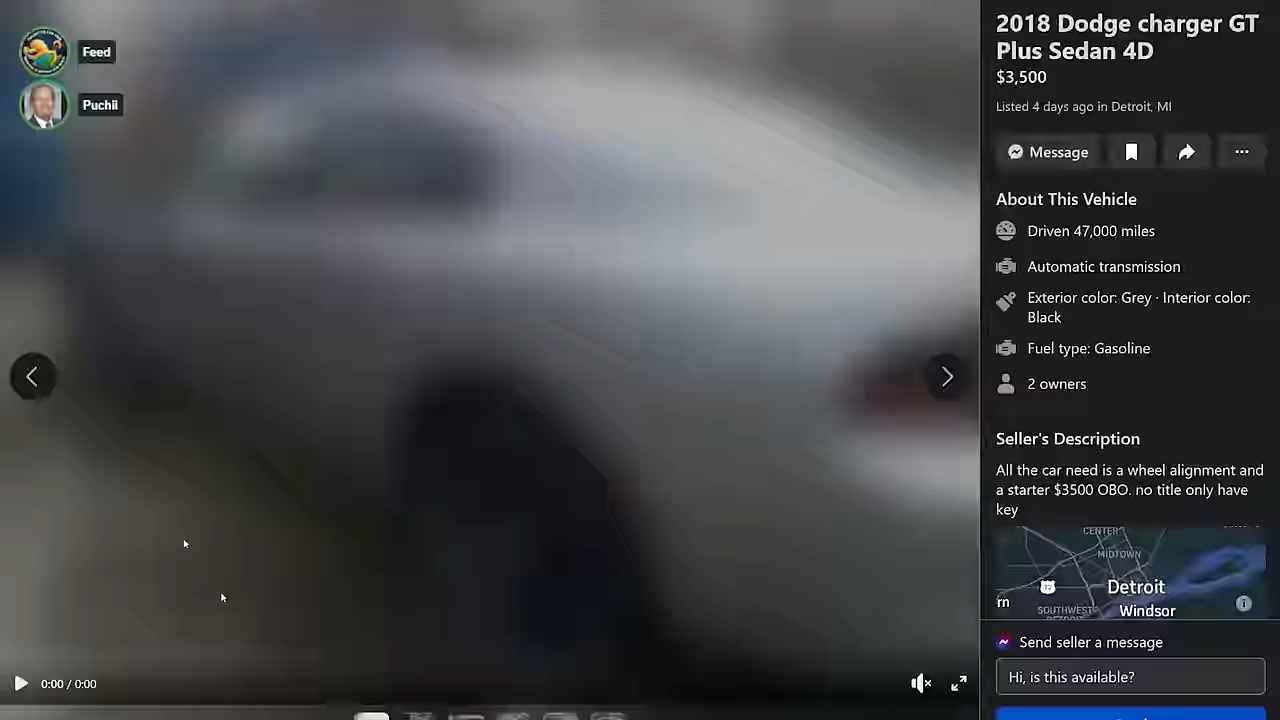 Feed
Puchii
0:00 / 0:00
2018 Dodge charger GT
Plus Sedan 4D
$3,500
Listed 4 days ago in Detroit, MI
Message
About This Vehicle
Driven 47,000 miles
Automatic transmission
Exterior color: Grey · Interior color:
Black
Fuel type: Gasoline
2 owners
Seller's Description
All the car need is a wheel alignment and
a starter $3500 OBO. no title only have
key
CENTER
MIDTOWN
Detroit
rn
SOUTHWEST
Windsor
Send seller a message
Hi, is this available?